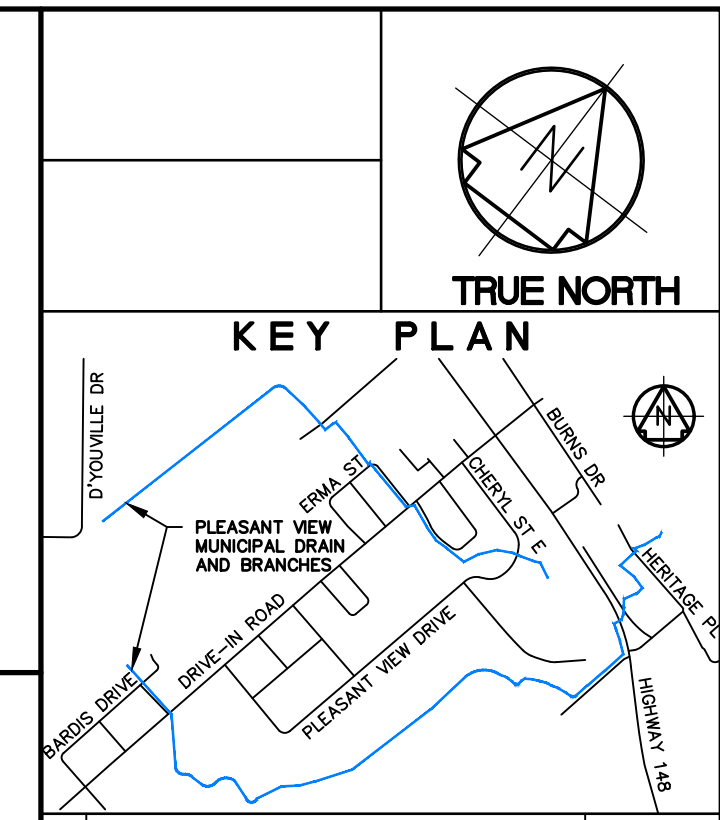 N
TRUE NORTH
KEY PLAN
D'YOUVILLE DR
N
BURNS DR
ERMA ST
CHERYL ST E
PLEASANT VIEW
MUNICIPAL DRAIN
AND BRANCHES
HERITAGE PL
DRIVE-IN ROAD
PLEASANT VIEW DRIVE
BARDIS DRIVE
HIGHWAY 148